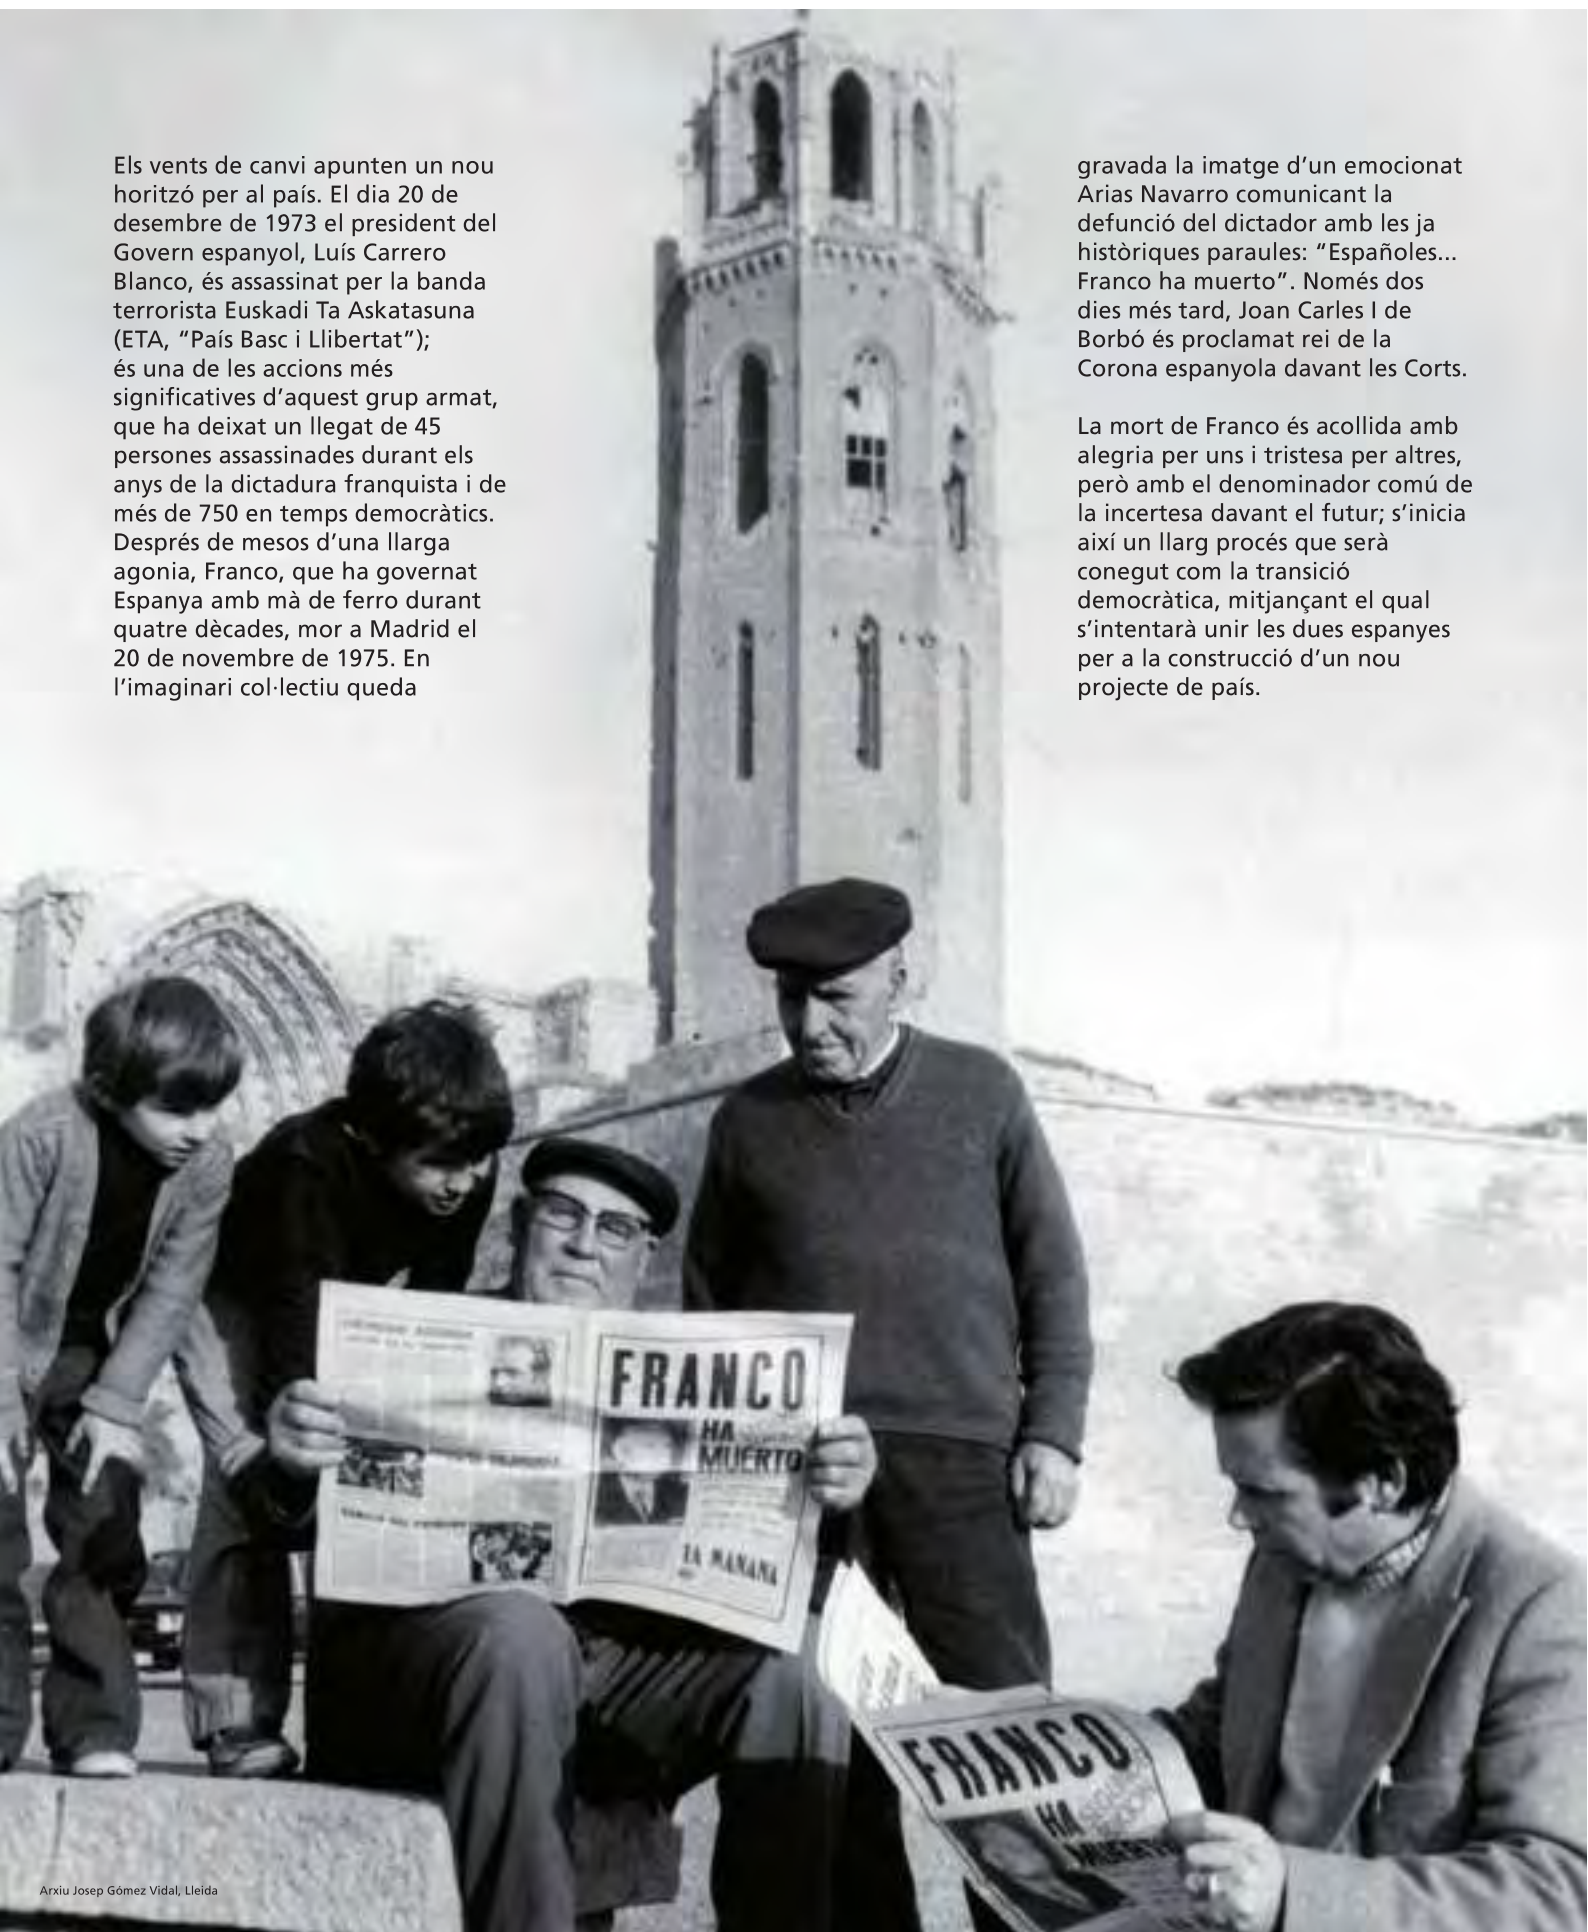 Els vents de canvi apunten un nou
horitzó per al país. El dia 20 de
desembre de 1973 el president del
Govern espanyol, Luís Carrero
Blanco, és assassinat per la banda
terrorista Euskadi Ta Askatasuna
(ETA, “País Basc i Llibertat”);
és una de les accions més
significatives d’aquest grup armat,
que ha deixat un llegat de 45
persones assassinades durant els
anys de la dictadura franquista i de
més de 750 en temps democràtics.
Després de mesos d’una llarga
agonia, Franco, que ha governat
Espanya amb mà de ferro durant
quatre dècades, mor a Madrid el
20 de novembre de 1975. En
l’imaginari col·lectiu queda
gravada la imatge d’un emocionat
Arias Navarro comunicant la
defunció del dictador amb les ja
històriques paraules: “Españoles...
Franco ha muerto”. Només dos
dies més tard, Joan Carles I de
Borbó és proclamat rei de la
Corona espanyola davant les Corts.
La mort de Franco és acollida amb
alegria per uns i tristesa per altres,
però amb el denominador comú de
la incertesa davant el futur; s’inicia
així un llarg procés que serà
conegut com la transició
democràtica, mitjançant el qual
s’intentarà unir les dues espanyes
per a la construcció d’un nou
projecte de país.
FRANCO
HA
MUERTO
LA MAÑANA
FRANCO
HA
MUERTO
Arxiu Josep Gómez Vidal, Lleida